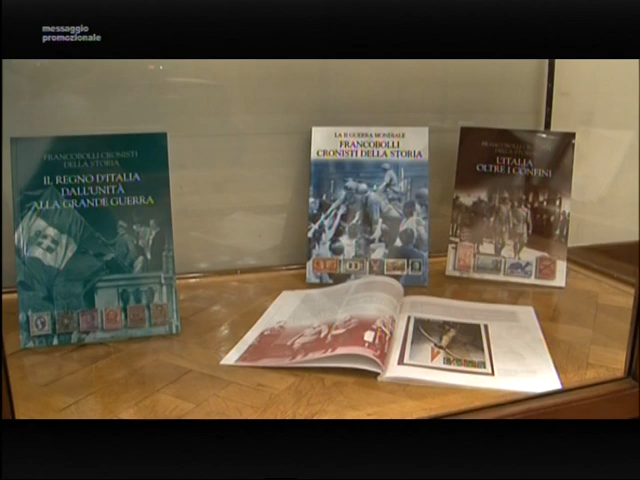 messaggio
promozionale
FRANCOBOLLI CRONISTI
DELLA STORIA
IL REGNO D'ITALIA
DALL'UNITÀ
ALLA GRANDE GUERRA
LA II GUERRA MONDIALE
FRANCOBOLLI
CRONISTI DELLA STORIA
FRANCOBOLLI
DELLA STORIA
L'ITALIA
OLTRE I CONFINI